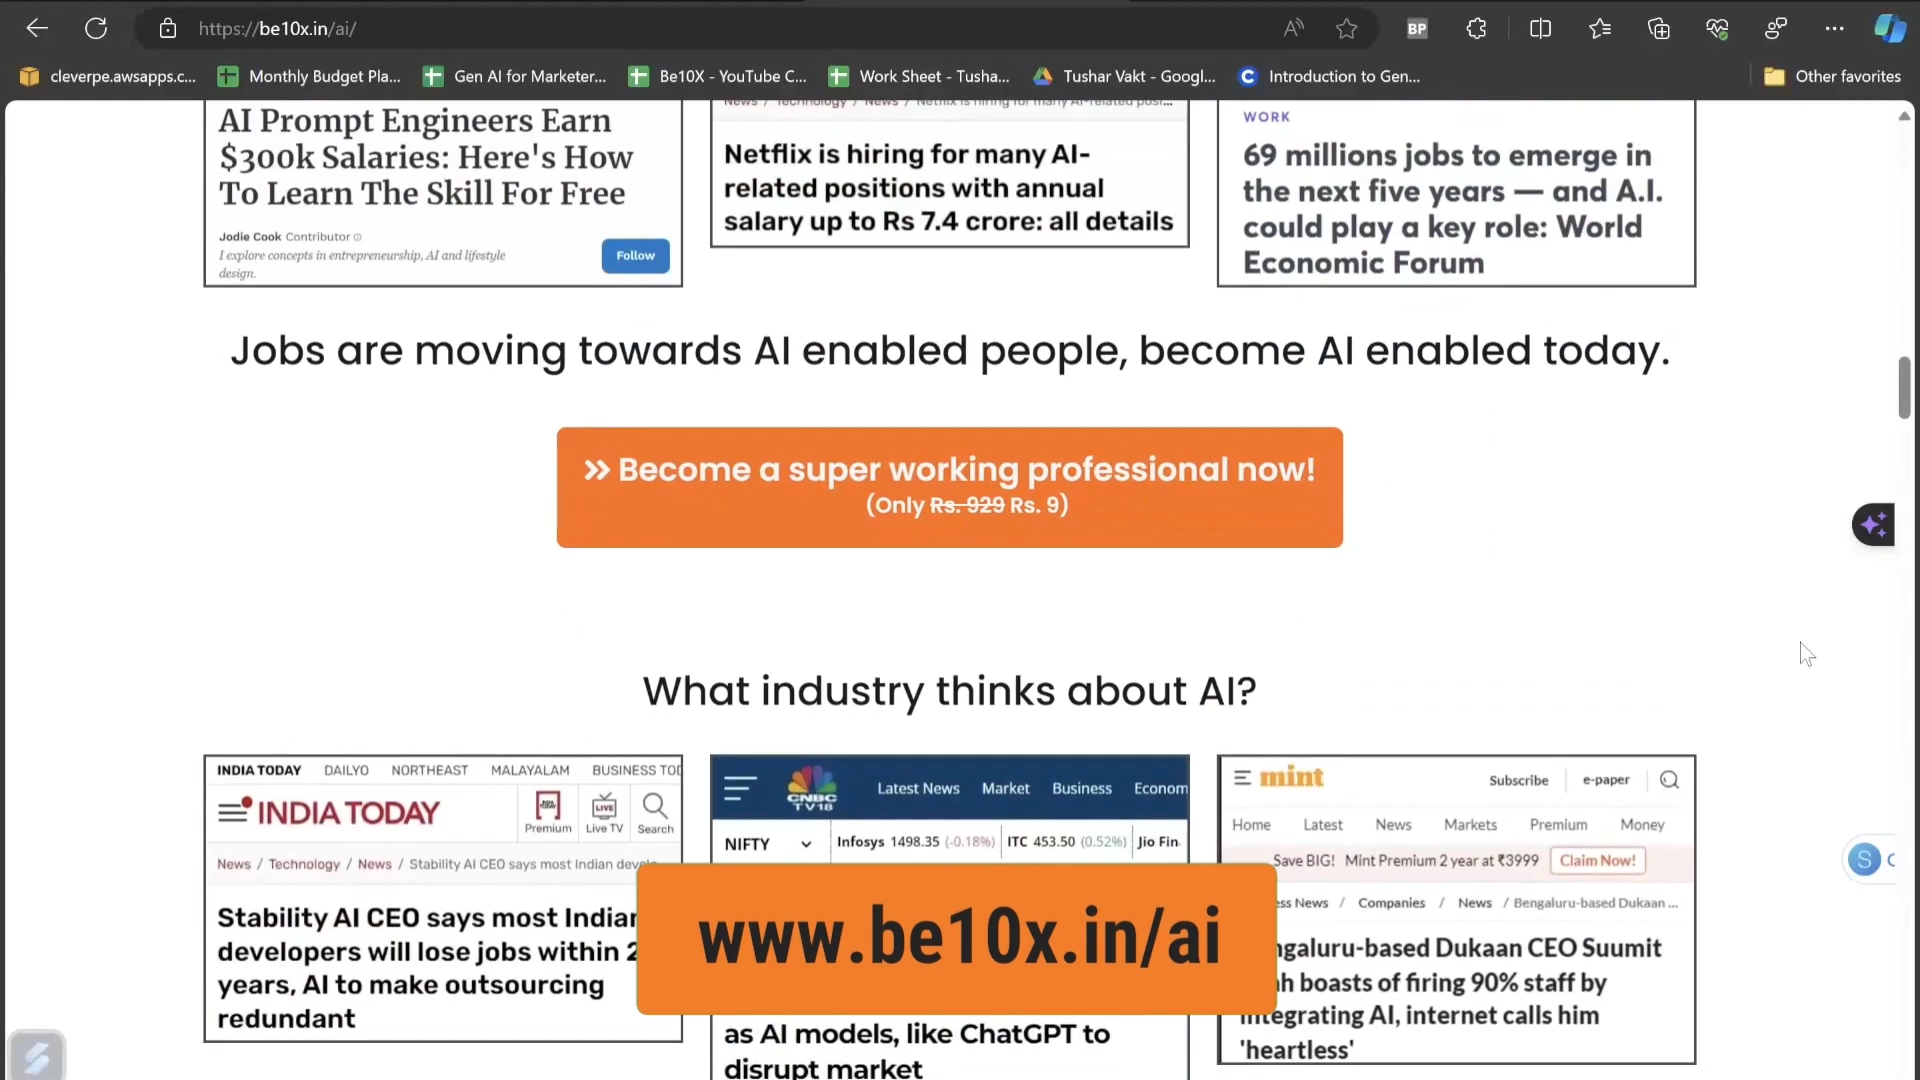 https://be10x.in/ai/
BP
cleverpe.awsapps.c...
Monthly Budget Pla...
Gen AI for Marketer...
Be10X - YouTube C...
Work Sheet - Tusha...
Tushar Vakt - Googl...
Introduction to Gen...
Other favorites
AI Prompt Engineers Earn
$300k Salaries: Here's How
To Learn The Skill For Free
Jodie Cook Contributor
I explore concepts in entrepreneurship, AI and lifestyle
design.
Follow
News / Technology / News / Netflix is hiring for many AI-related posi...
Netflix is hiring for many AI-
related positions with annual
salary up to Rs 7.4 crore: all details
WORK
69 millions jobs to emerge in
the next five years — and A.I.
could play a key role: World
Economic Forum
Jobs are moving towards AI enabled people, become AI enabled today.
Become a super working professional now!
(Only Rs. 929 Rs. 9)
What industry thinks about AI?
INDIA TODAY DAILYO NORTHEAST MALAYALAM BUSINESS TOD
INDIA TODAY
Premium
LIVE
Live TV
Search
News / Technology / News / Stability AI CEO says most Indian develo...
Stability AI CEO says most Indian
developers will lose jobs within 2
years, AI to make outsourcing
redundant
CNBC
TV18
Latest News Market Business Econom
NIFTY
Infosys 1498.35 (-0.18%) ITC 453.50 (0.52%) Jio Fin
www.be10x.in/ai
as AI models, like ChatGPT to
disrupt market
mint
Subscribe e-paper
Home Latest News Markets Premium Money
Save BIG! Mint Premium 2 year at ₹3999 Claim Now!
ess News / Companies / News / Bengaluru-based Dukaan ...
ngaluru-based Dukaan CEO Suumit
h boasts of firing 90% staff by
integrating AI, internet calls him
'heartless'
S